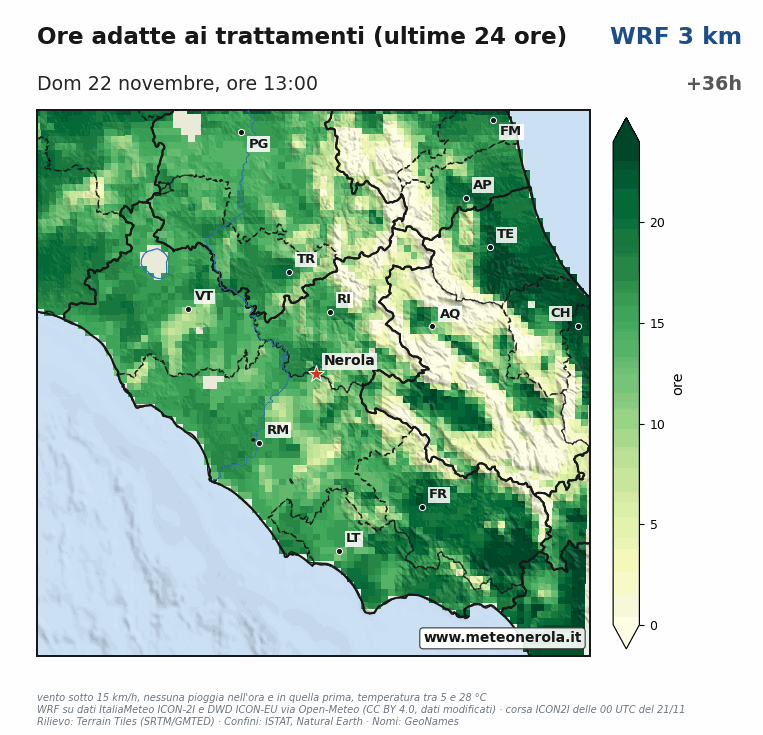 Ore adatte ai trattamenti (ultime 24 ore) WRF 3 km
Dom 22 novembre, ore 13:00 +36h
FM
PG
AP
TE
TR
VT
RI
AQ
CH
Nerola
RM
FR
LT
www.meteonerola.it
20
15
10
5
0
ore
vento sotto 15 km/h, nessuna pioggia nell'ora e in quella prima, temperatura tra 5 e 28 °C
WRF su dati ItaliaMeteo ICON-2I e DWD ICON-EU via Open-Meteo (CC BY 4.0, dati modificati) · corsa ICON2I delle 00 UTC del 21/11
Rilievo: Terrain Tiles (SRTM/GMTED) · Confini: ISTAT, Natural Earth · Nomi: GeoNames